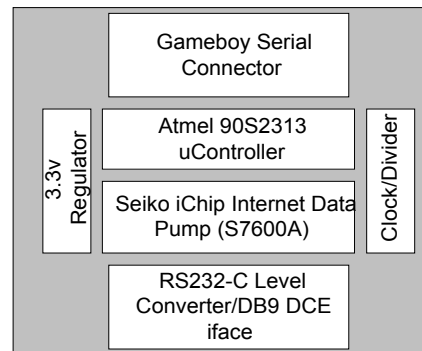 Gameboy Serial
Connector
3.3v
Regulator
Atmel 90S2313
uController
Clock/Divider
Seiko iChip Internet Data
Pump (S7600A)
RS232-C Level
Converter/DB9 DCE
iface